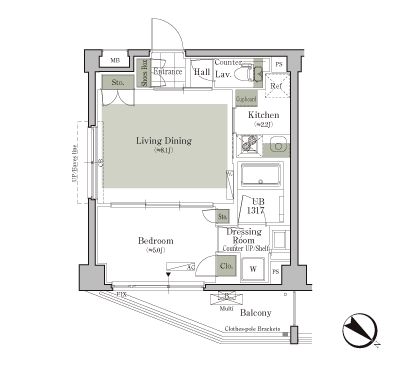 MB
Sto.
Shoes Box
Entrance
Hall
Counter
Lav.
PS
Ref
Cupboard
Kitchen
(≈2.2J)
Living Dining
(≈8.1J)
UP/Eaves line
UB
1317
Sto.
Bedroom
(≈5.0J)
Dressing
Room
Counter UP/Shelf
AC
Clo.
W
PS
FIX
Multi
Balcony
Clothes-pole Brackets